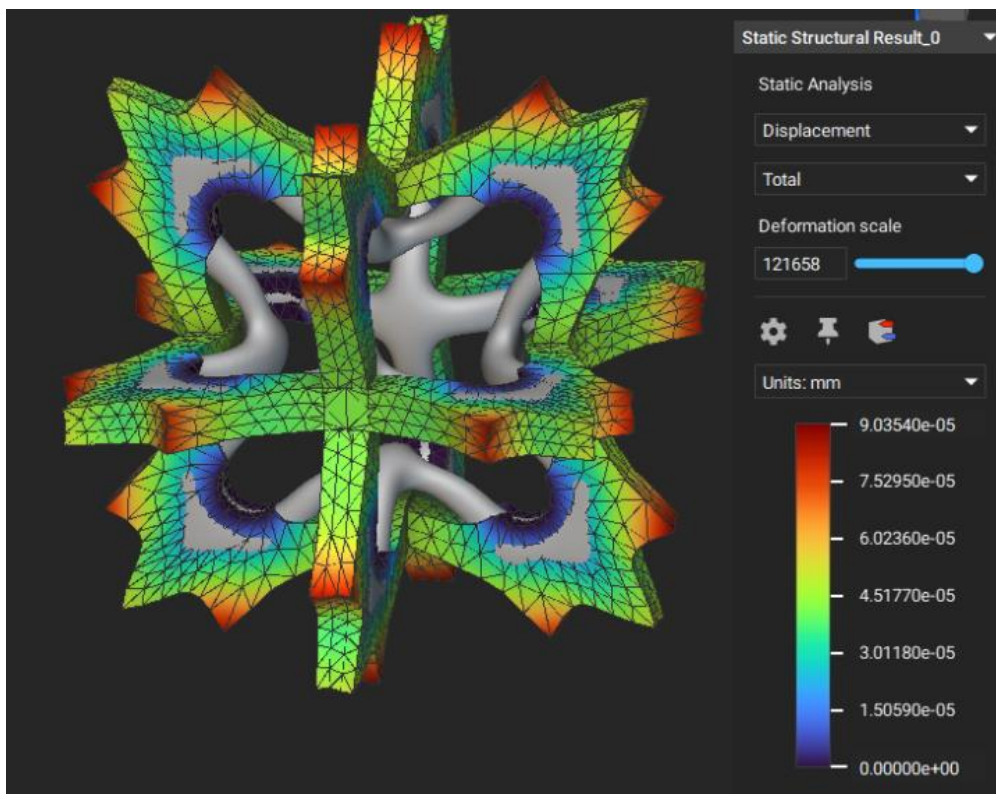 Static Structural Result_0
Static Analysis
Displacement
Total
Deformation scale
121658
Units: mm
9.03540e-05
7.52950e-05
6.02360e-05
4.51770e-05
3.01180e-05
1.50590e-05
0.00000e+00